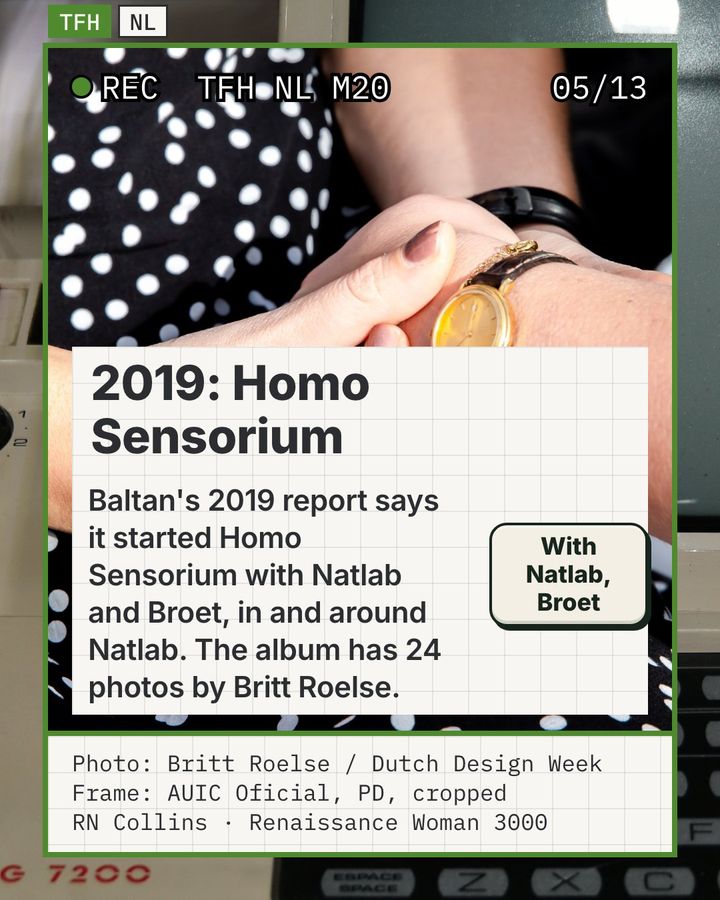 TFH NL
REC TFH NL M20 05/13
2019: Homo
Sensorium
Baltan's 2019 report says
it started Homo
Sensorium with Natlab
and Broet, in and around
Natlab. The album has 24
photos by Britt Roelse.
With
Natlab,
Broet
Photo: Britt Roelse / Dutch Design Week
Frame: AUIC Oficial, PD, cropped
RN Collins · Renaissance Woman 3000
1
2
G 7200
ESPACE
SPACE
Z X C
F